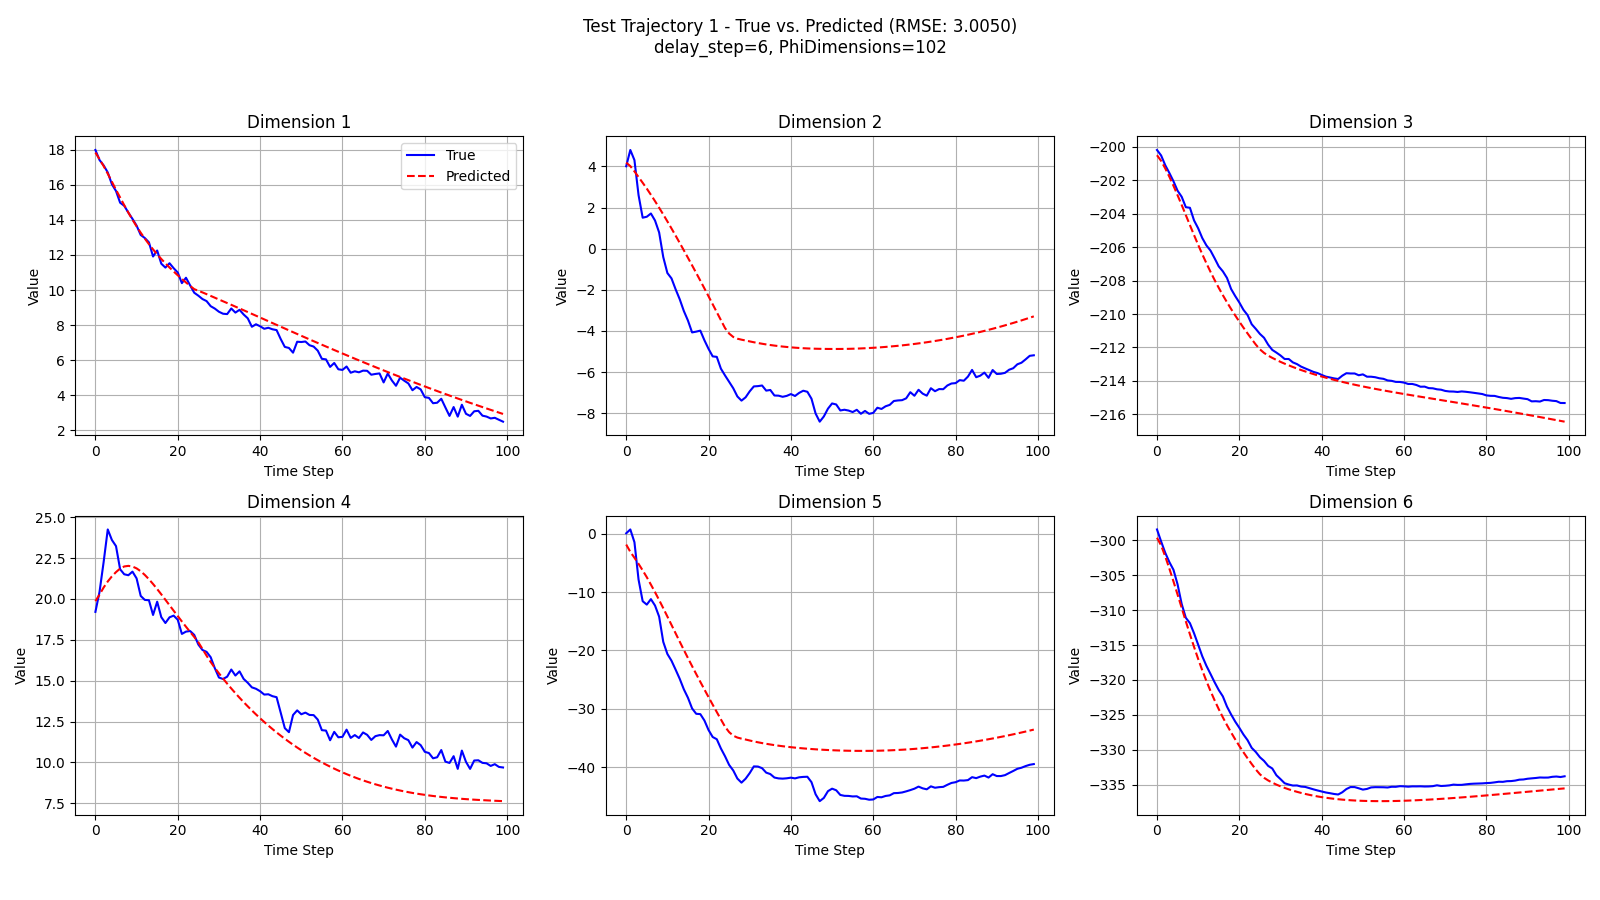 Test Trajectory 1 - True vs. Predicted (RMSE: 3.0050)
delay_step=6, PhiDimensions=102
Dimension 1
18
16
14
12
10
8
6
4
2
Value
0 20 40 60 80 100
Time Step
True
Predicted
Dimension 2
4
2
0
−2
−4
−6
−8
Value
0 20 40 60 80 100
Time Step
Dimension 3
−200
−202
−204
−206
−208
−210
−212
−214
−216
Value
0 20 40 60 80 100
Time Step
Dimension 4
25.0
22.5
20.0
17.5
15.0
12.5
10.0
7.5
Value
0 20 40 60 80 100
Time Step
Dimension 5
0
−10
−20
−30
−40
Value
0 20 40 60 80 100
Time Step
Dimension 6
−300
−305
−310
−315
−320
−325
−330
−335
Value
0 20 40 60 80 100
Time Step